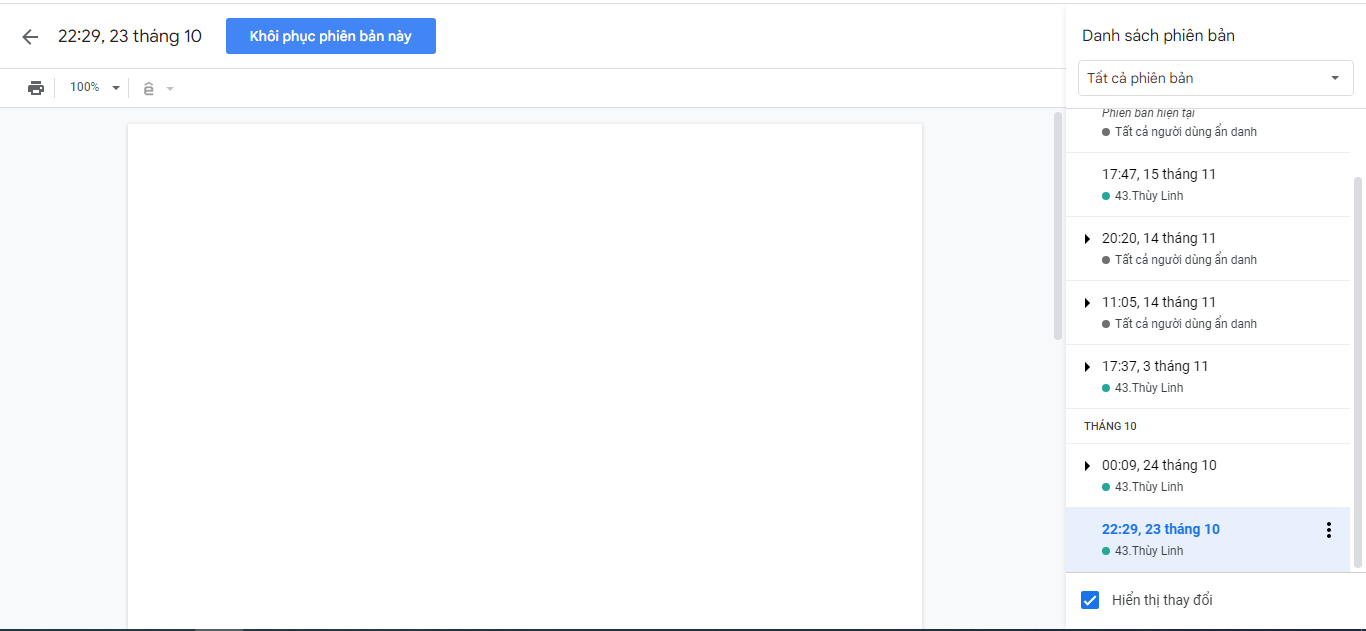 22:29, 23 tháng 10
Khôi phục phiên bản này
100%
Danh sách phiên bản
Tất cả phiên bản
Phiên bản hiện tại
Tất cả người dùng ẩn danh
17:47, 15 tháng 11
43.Thùy Linh
20:20, 14 tháng 11
Tất cả người dùng ẩn danh
11:05, 14 tháng 11
Tất cả người dùng ẩn danh
17:37, 3 tháng 11
43.Thùy Linh
THÁNG 10
00:09, 24 tháng 10
43.Thùy Linh
22:29, 23 tháng 10
43.Thùy Linh
Hiển thị thay đổi